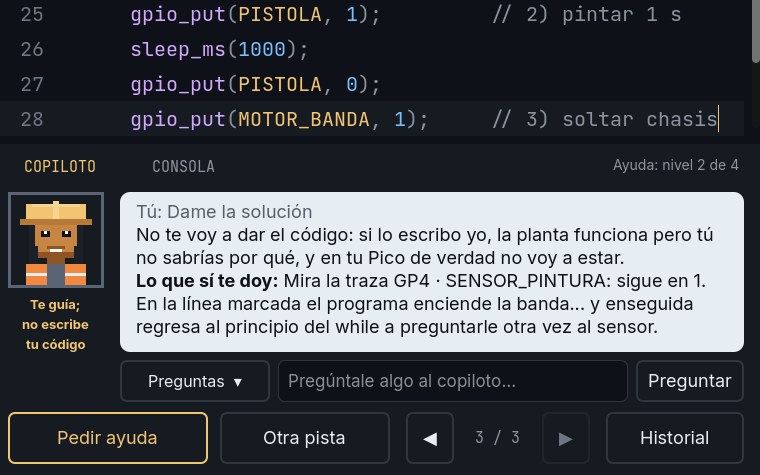 25 gpio_put(PISTOLA, 1); // 2) pintar 1 s
26 sleep_ms(1000);
27 gpio_put(PISTOLA, 0);
28 gpio_put(MOTOR_BANDA, 1); // 3) soltar chasis
COPILOTO CONSOLA Ayuda: nivel 2 de 4
Tú: Dame la solución
No te voy a dar el código: si lo escribo yo, la planta funciona pero tú
no sabrías por qué, y en tu Pico de verdad no voy a estar.
Lo que sí te doy: Mira la traza GP4 · SENSOR_PINTURA: sigue en 1.
En la línea marcada el programa enciende la banda... y enseguida
regresa al principio del while a preguntarle otra vez al sensor.
Te guía;
no escribe
tu código
Preguntas ▾ Pregúntale algo al copiloto... Preguntar
Pedir ayuda Otra pista ◀ 3 / 3 ▶ Historial